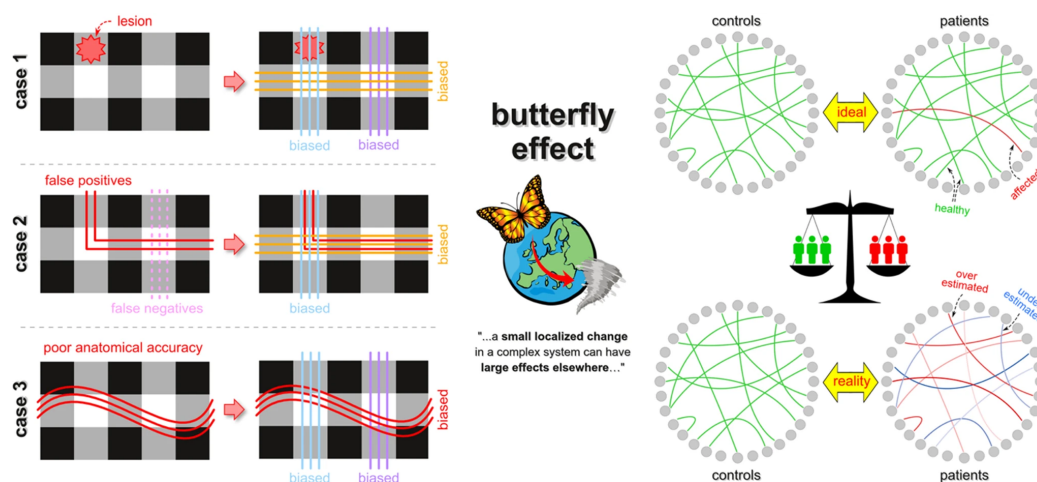 case 1
lesion
biased
biased
biased
case 2
false positives
false negatives
biased
biased
case 3
poor anatomical accuracy
biased
biased
biased
butterfly
effect
"...a small localized change
in a complex system can have
large effects elsewhere..."
controls
patients
ideal
healthy
affected
over
estimated
under
estimated
reality
controls
patients